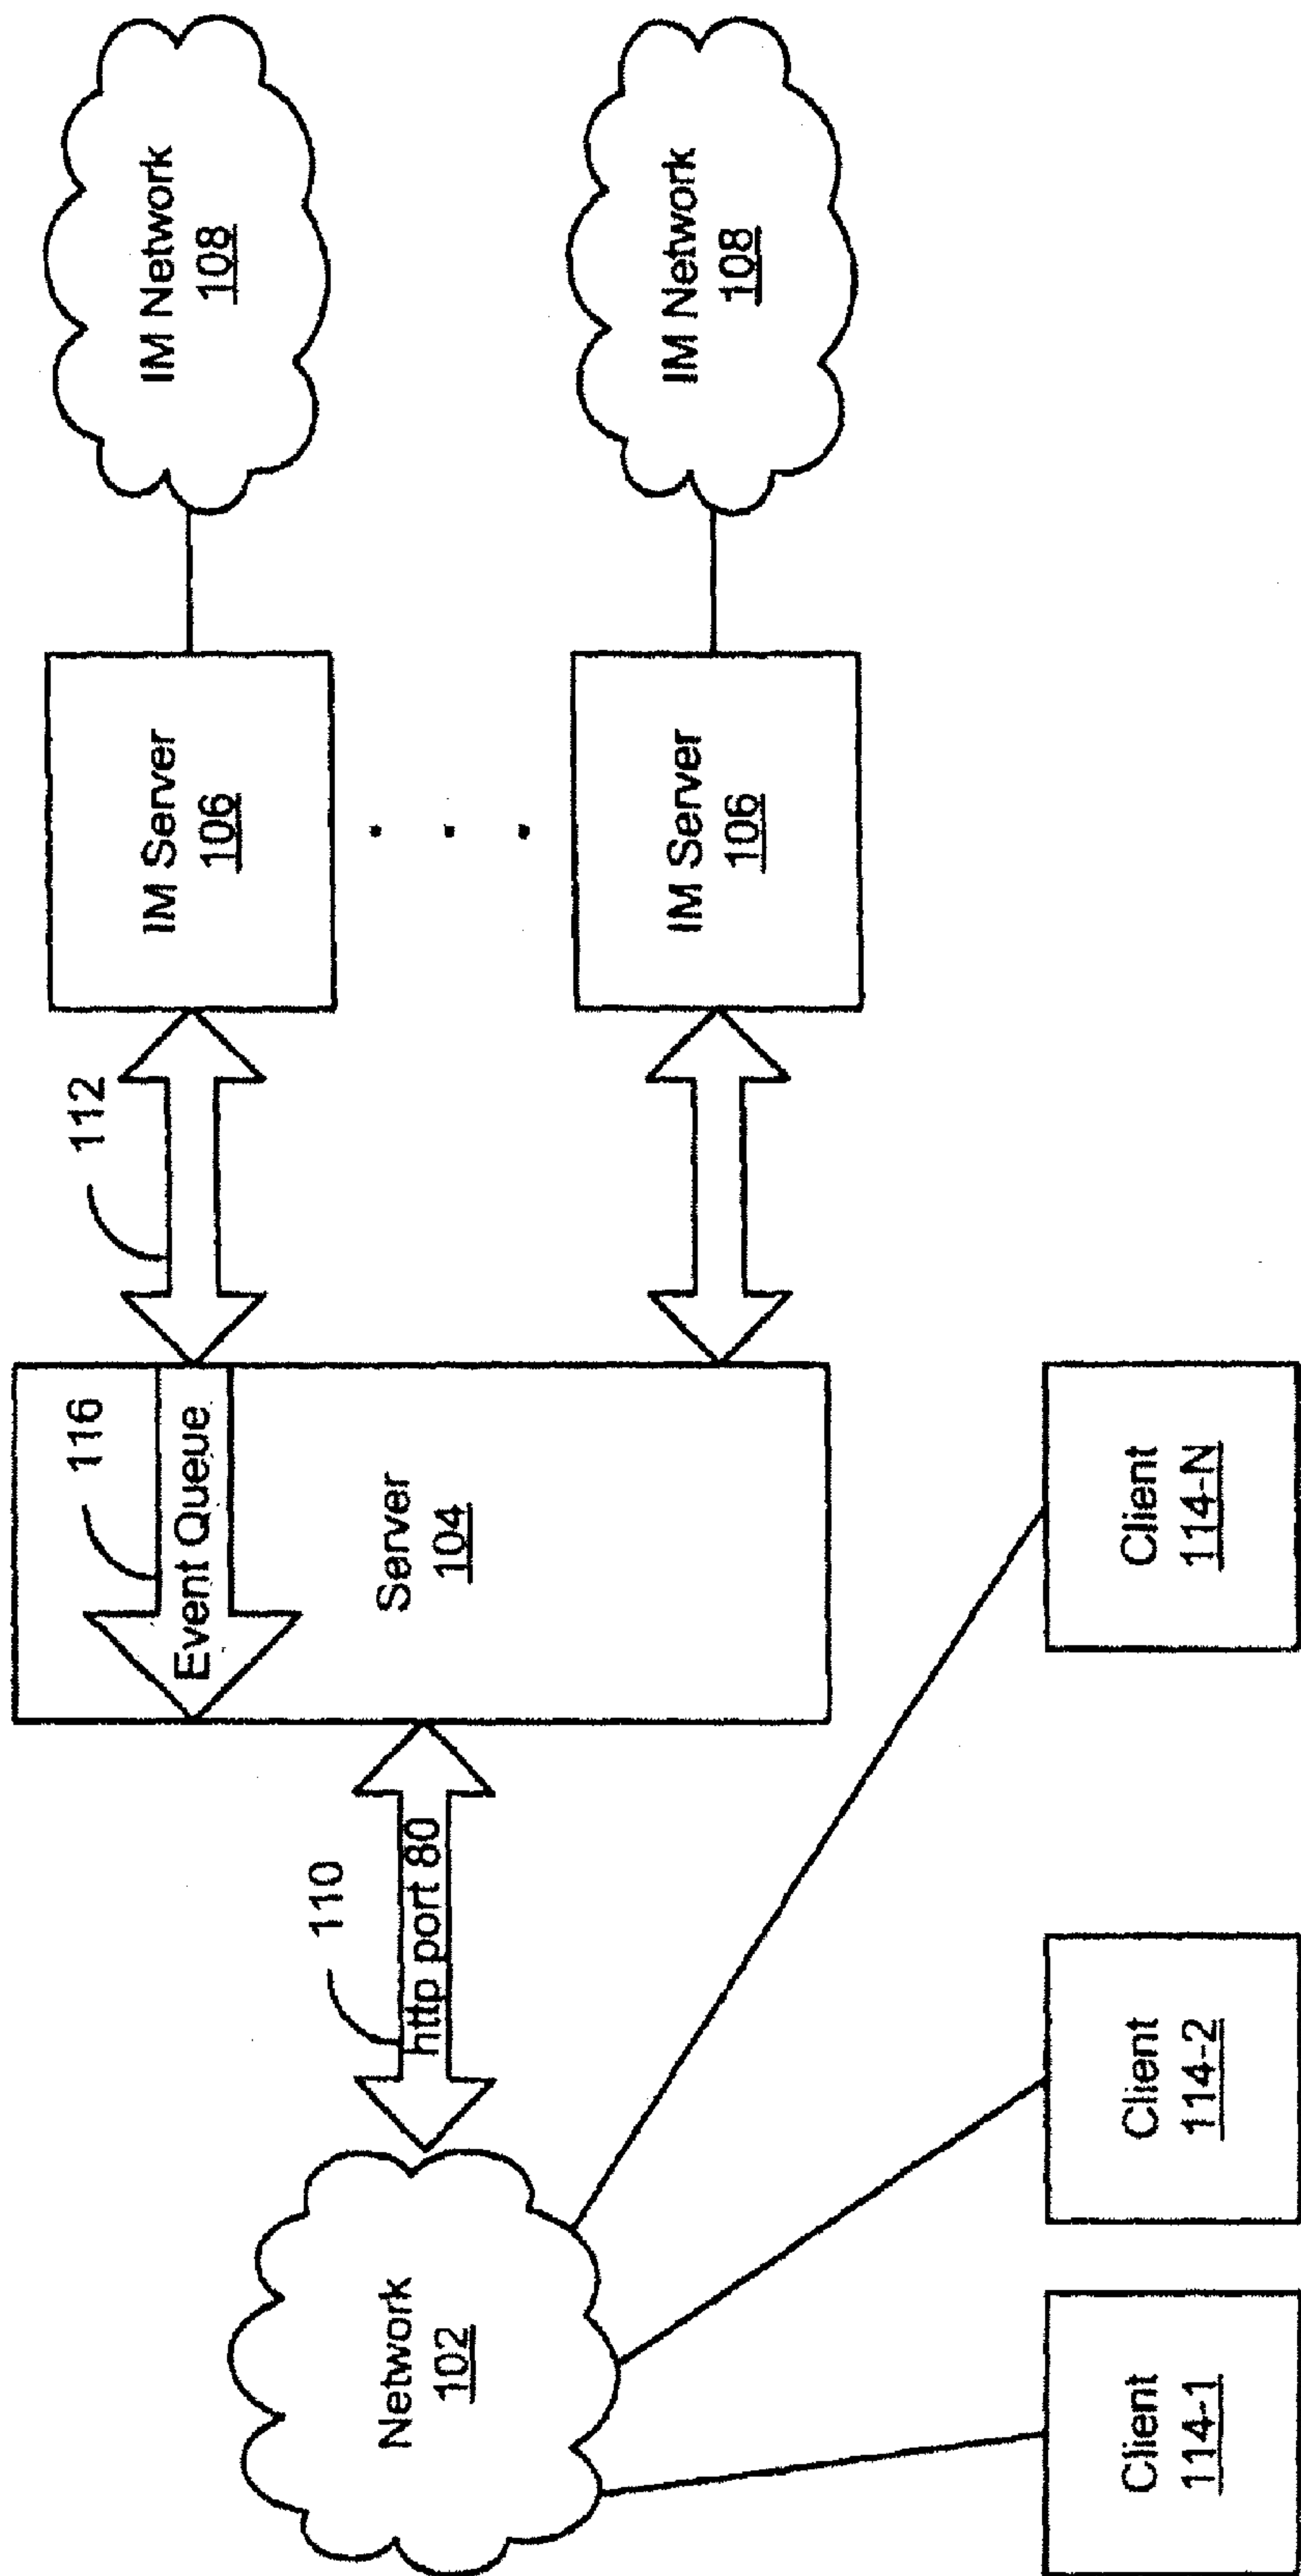 IM Network
108
IM Network
108
IM Server
106
IM Server
106
112
116
Event Queue
Server
104
110
http port 80
Network
102
Client
114-1
Client
114-2
Client
114-N